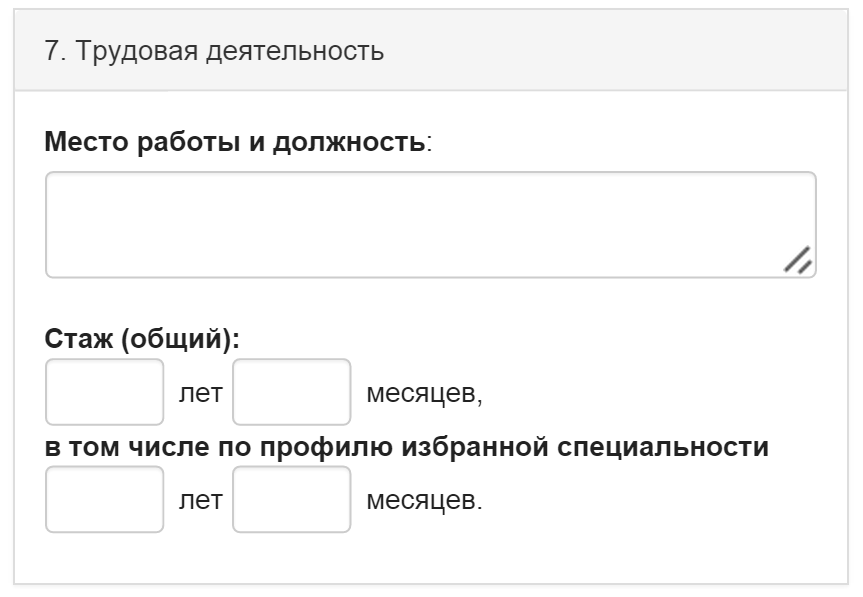 7. Трудовая деятельность
Место работы и должность:
Стаж (общий):
лет месяцев,
в том числе по профилю избранной специальности
лет месяцев.